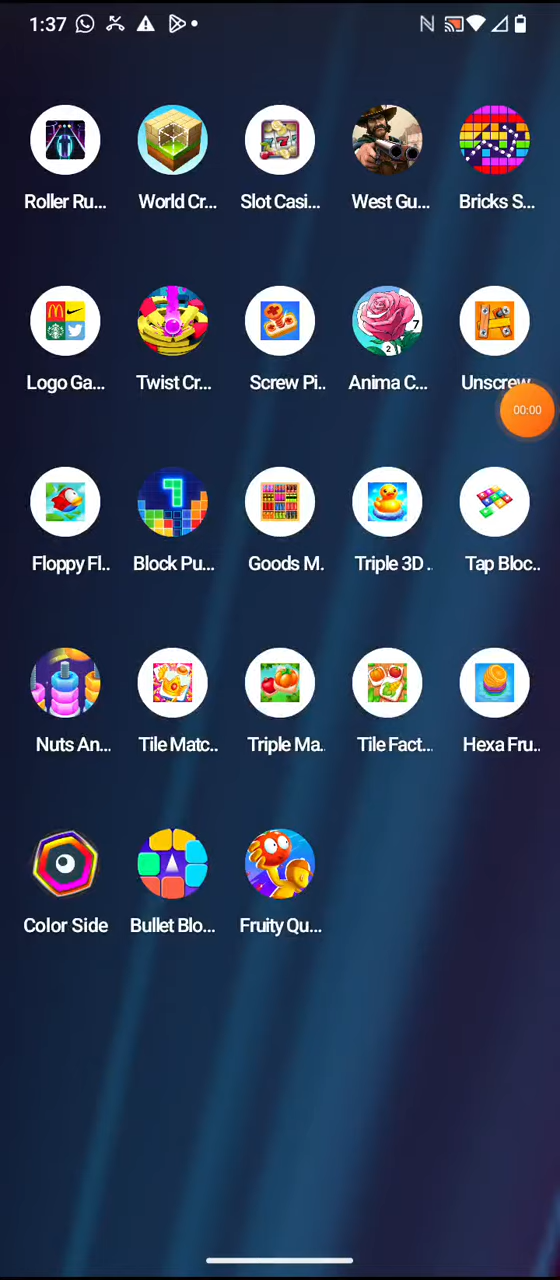 1:37
Roller Ru... World Cr... Slot Casi... West Gu... Bricks S...
7
2
Logo Ga... Twist Cr... Screw Pi.. Anima C... Unscrew
00:00
Floppy Fl.. Block Pu... Goods M. Triple 3D . Tap Bloc..
Nuts An... Tile Matc.. Triple Ma. Tile Fact.. Hexa Fru..
Color Side Bullet Blo... Fruity Qu...